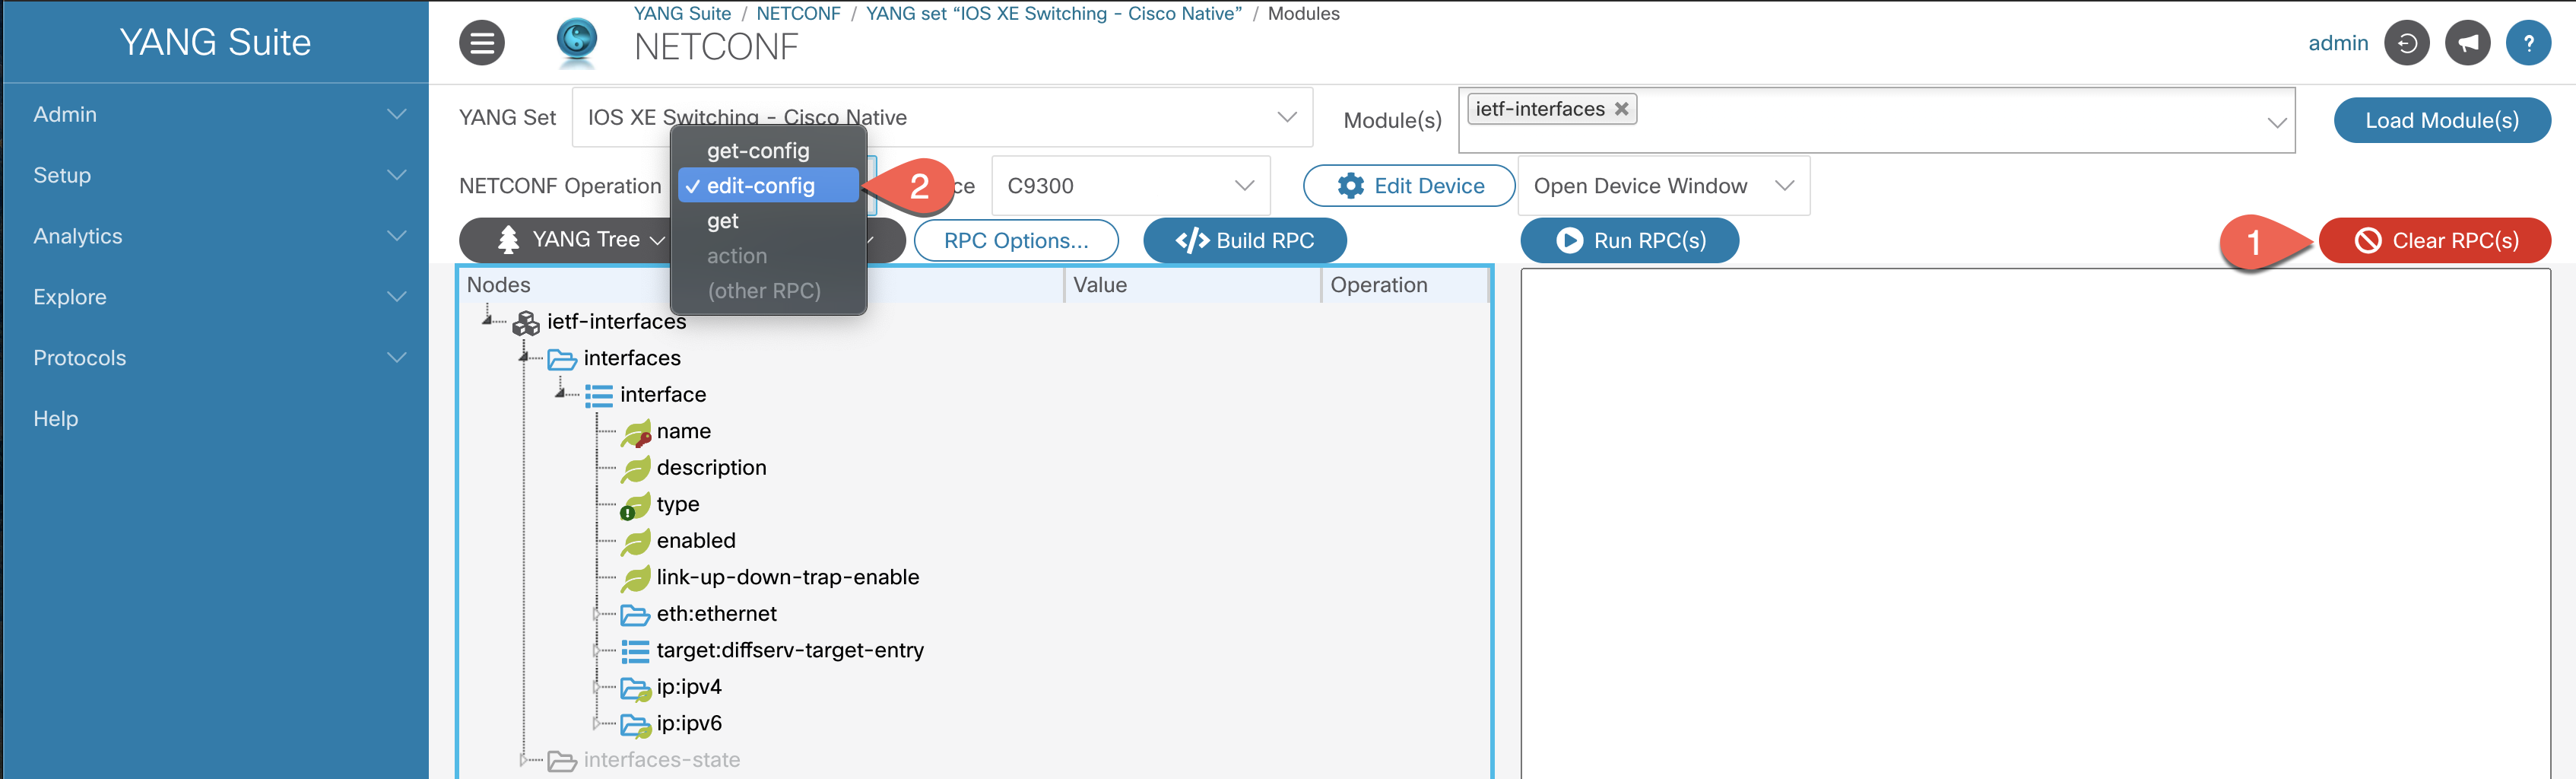 YANG Suite
Admin
Setup
Analytics
Explore
Protocols
Help
YANG Suite / NETCONF / YANG set “IOS XE Switching - Cisco Native” / Modules
NETCONF
admin
?
YANG Set
IOS XE Switching - Cisco Native
Module(s)
ietf-interfaces
Load Module(s)
NETCONF Operation
get-config
✓ edit-config
get
action
(other RPC)
2
ce
C9300
Edit Device
Open Device Window
YANG Tree
RPC Options...
</> Build RPC
Run RPC(s)
1
Clear RPC(s)
Nodes Value Operation
ietf-interfaces
interfaces
interface
name
description
type
enabled
link-up-down-trap-enable
eth:ethernet
target:diffserv-target-entry
ip:ipv4
ip:ipv6
interfaces-state